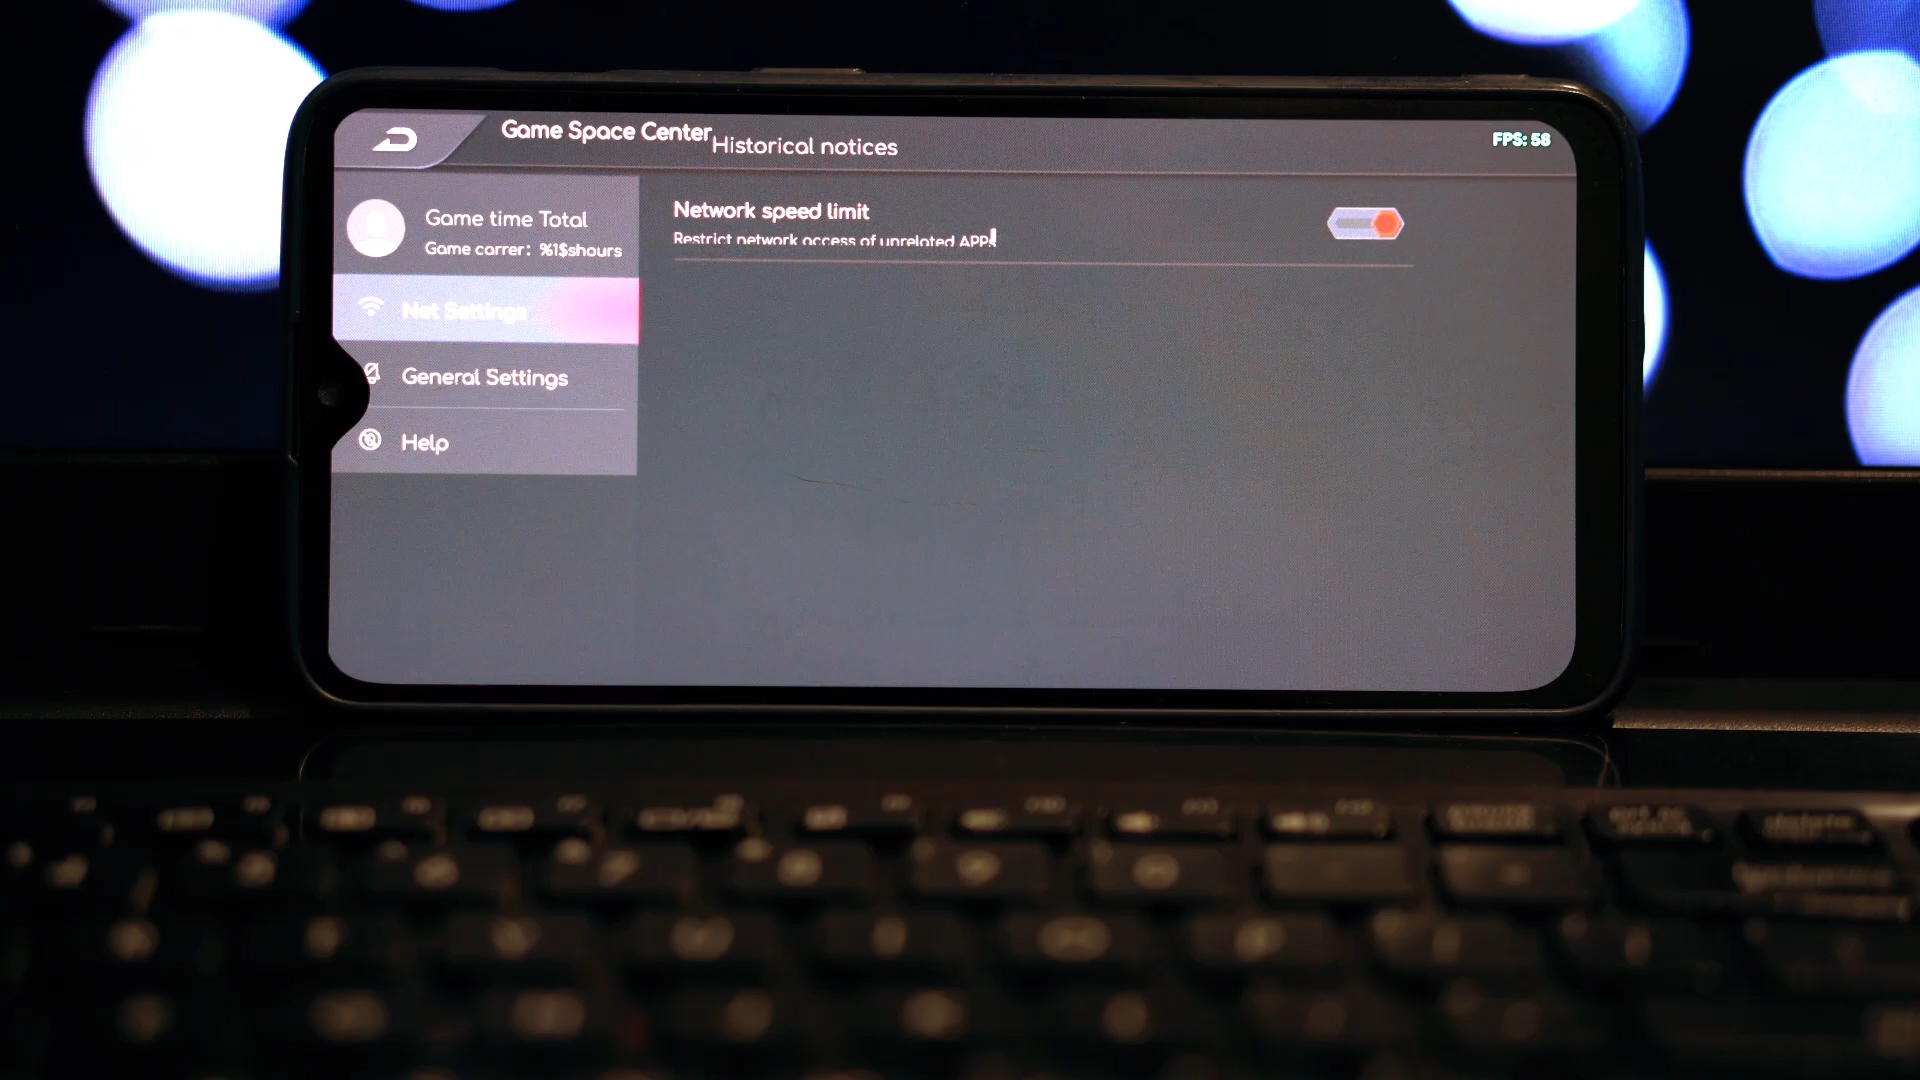 Game Space Center
Historical notices
FPS: 58
Game time Total
Game carrer: %1$shours
Net Settings
General Settings
Help
Network speed limit
Restrict network access of unrelated APPs